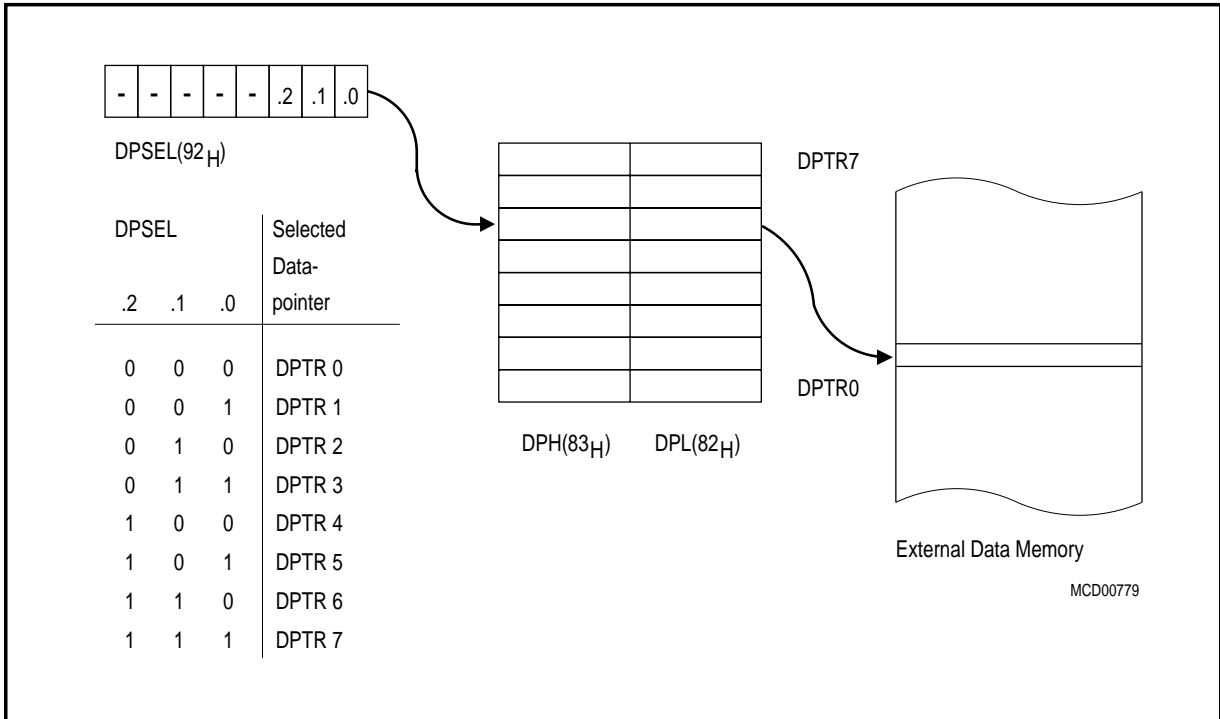 - - - - - .2 .1 .0
DPSEL(92H)
DPSEL Selected
Data-
.2 .1 .0 pointer
0 0 0 DPTR 0
0 0 1 DPTR 1
0 1 0 DPTR 2
0 1 1 DPTR 3
1 0 0 DPTR 4
1 0 1 DPTR 5
1 1 0 DPTR 6
1 1 1 DPTR 7
DPTR7
DPTR0
DPH(83H) DPL(82H)
External Data Memory
MCD00779